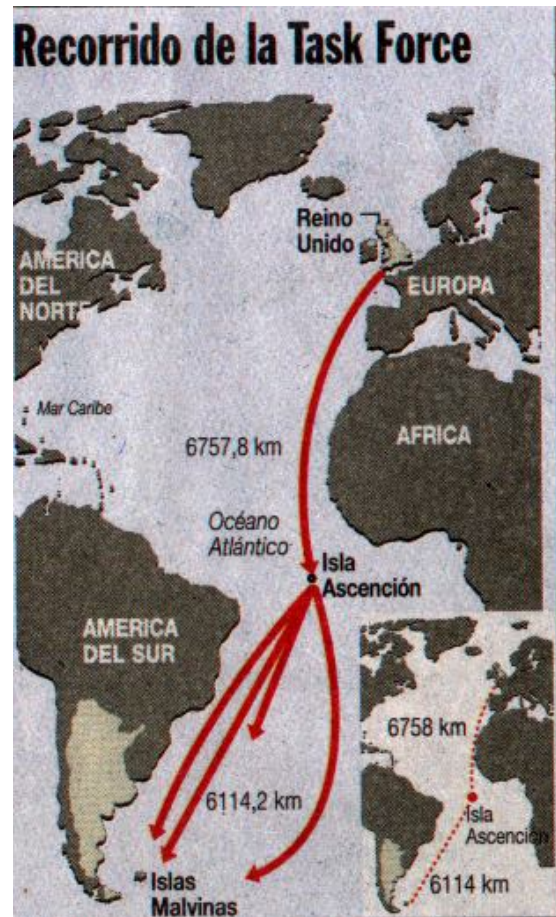 Recorrido de la Task Force
Reino
Unido
AMERICA
DEL
NORTE
EUROPA
Mar Caribe
AFRICA
6757,8 km
Océano
Atlántico
Isla
Ascención
AMERICA
DEL SUR
6758 km
6114,2 km
Isla
Ascención
Islas
Malvinas
6114 km